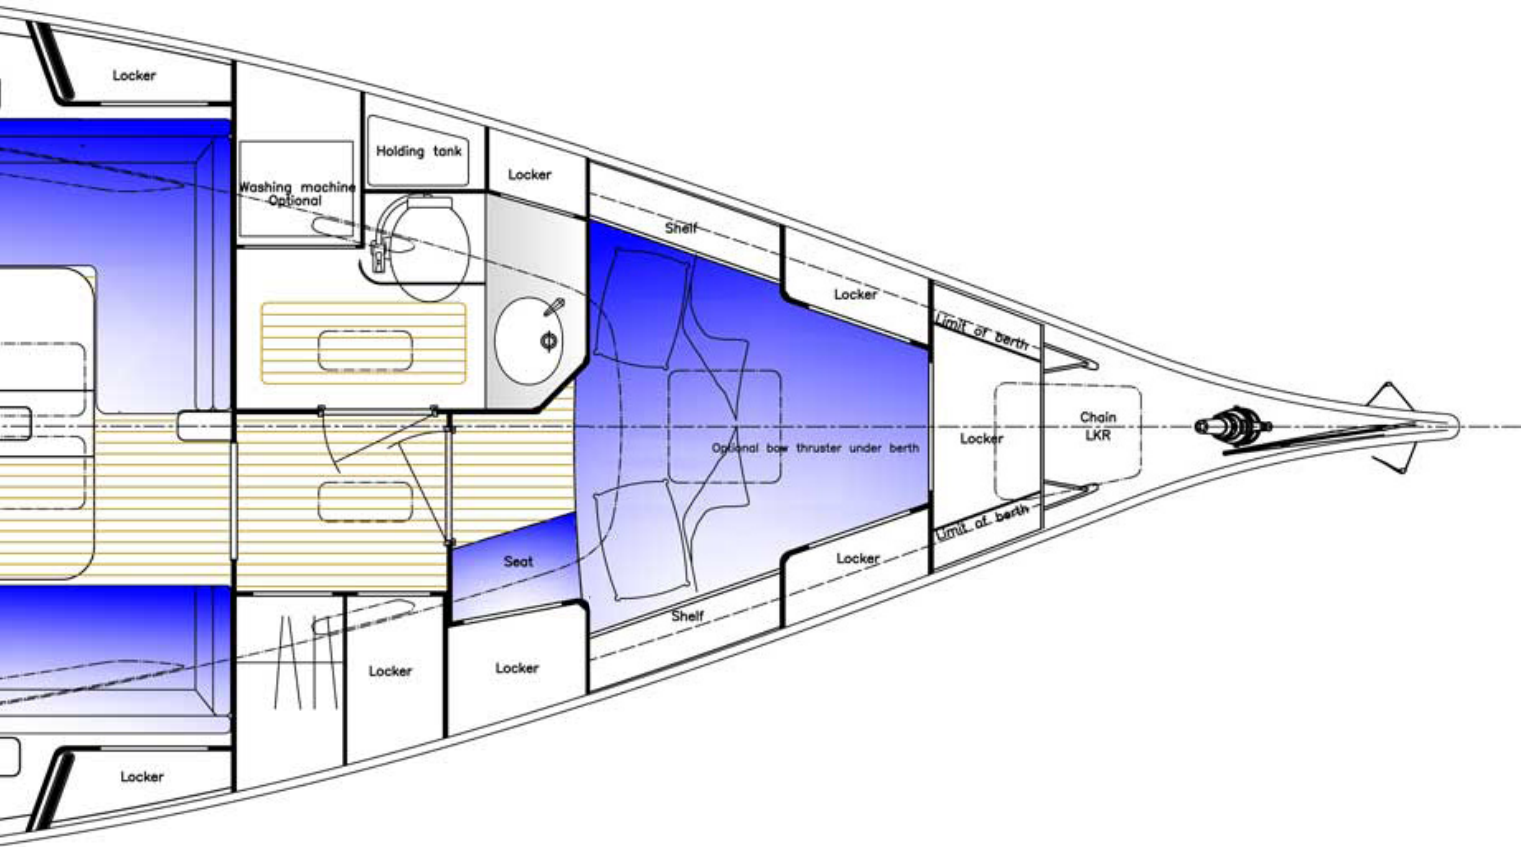 Locker
Holding tank
Locker
Washing machine
Optional
Shelf
Locker
Limit of berth
Chain
LKR
Locker
Optional bow thruster under berth
Limit of berth
Locker
Seat
Shelf
Locker
Locker
Locker